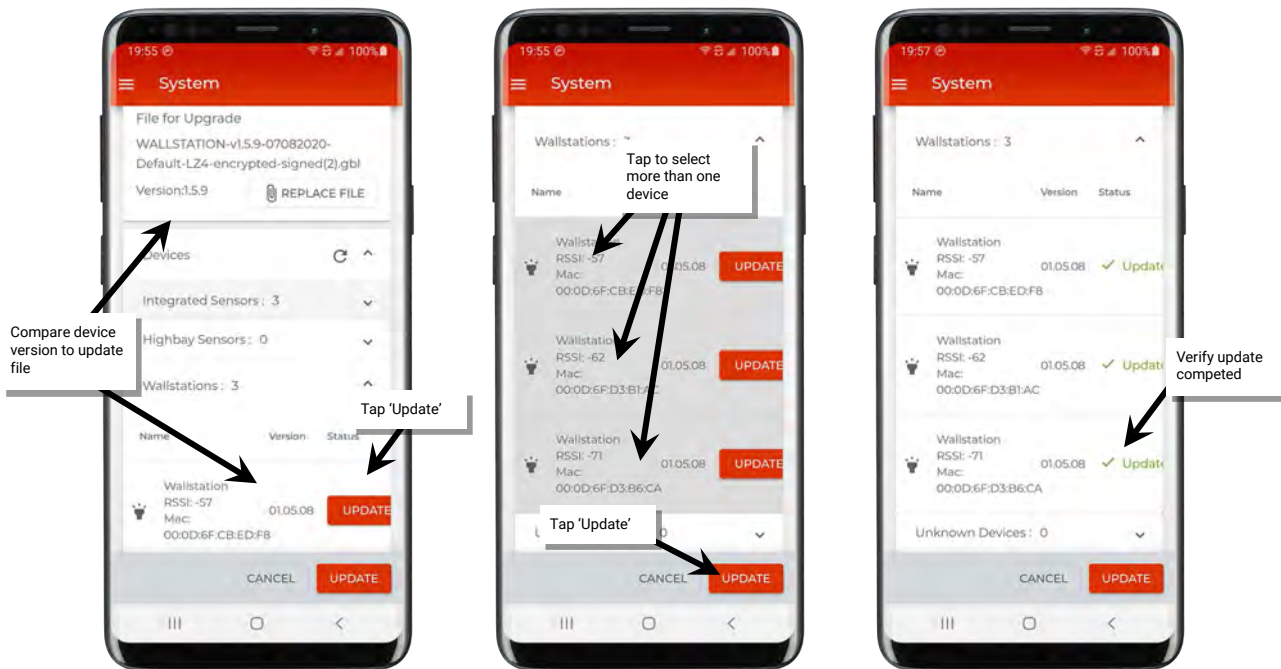 19:55
100%
System
File for Upgrade
WALLSTATION-v1.5.9-07082020-
Default-LZ4-encrypted-signed(2).gbl
Version:1.5.9
REPLACE FILE
Devices
Integrated Sensors: 3
Highbay Sensors: 0
Wallstations: 3
Name Version Status
Wallstation
RSSI: -57
Mac:
00:0D:6F:CB:ED:F8
01.05.08
UPDATE
CANCEL UPDATE
Compare device
version to update
file
Tap ‘Update’
19:55
100%
System
Wallstations:
Tap to select
more than one
device
Name
Wallstation
RSSI: -57
Mac:
00:0D:6F:CB:ED:F8
01.05.08
UPDATE
Wallstation
RSSI: -62
Mac:
00:0D:6F:D3:B1:AC
01.05.08
UPDATE
Wallstation
RSSI: -71
Mac:
00:0D:6F:D3:B6:CA
01.05.08
UPDATE
Tap ‘Update’
0
CANCEL UPDATE
19:57
100%
System
Wallstations: 3
Name Version Status
Wallstation
RSSI: -57
Mac:
00:0D:6F:CB:ED:F8
01.05.08
Update
Wallstation
RSSI: -62
Mac:
00:0D:6F:D3:B1:AC
01.05.08
Update
Wallstation
RSSI: -71
Mac:
00:0D:6F:D3:B6:CA
01.05.08
Update
Unknown Devices: 0
CANCEL UPDATE
Verify update
competed